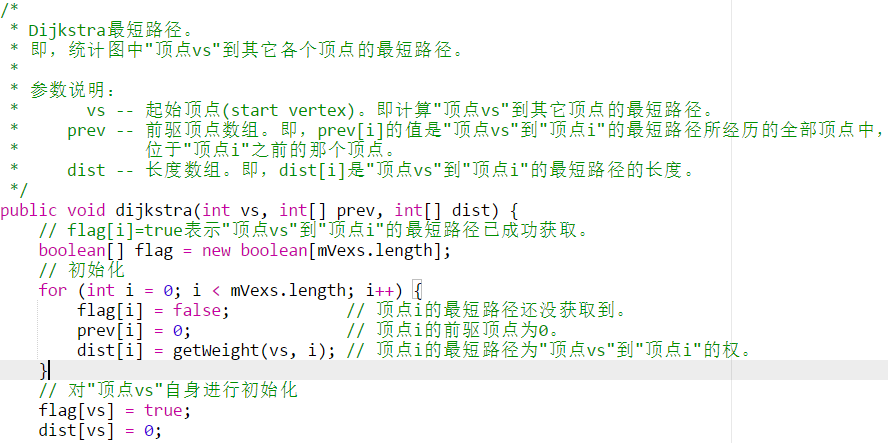 /*
 * Dijkstra最短路径。
 * 即，统计图中"顶点vs"到其它各个顶点的最短路径。
 *
 * 参数说明：
 *       vs -- 起始顶点(start vertex)。即计算"顶点vs"到其它顶点的最短路径。
 *     prev -- 前驱顶点数组。即，prev[i]的值是"顶点vs"到"顶点i"的最短路径所经历的全部顶点中，
 *             位于"顶点i"之前的那个顶点。
 *     dist -- 长度数组。即，dist[i]是"顶点vs"到"顶点i"的最短路径的长度。
 */
public void dijkstra(int vs, int[] prev, int[] dist) {
    // flag[i]=true表示"顶点vs"到"顶点i"的最短路径已成功获取。
    boolean[] flag = new boolean[mVexs.length];
    // 初始化
    for (int i = 0; i < mVexs.length; i++) {
        flag[i] = false;            // 顶点i的最短路径还没获取到。
        prev[i] = 0;                // 顶点i的前驱顶点为0。
        dist[i] = getWeight(vs, i); // 顶点i的最短路径为"顶点vs"到"顶点i"的权。
    }
    // 对"顶点vs"自身进行初始化
    flag[vs] = true;
    dist[vs] = 0;